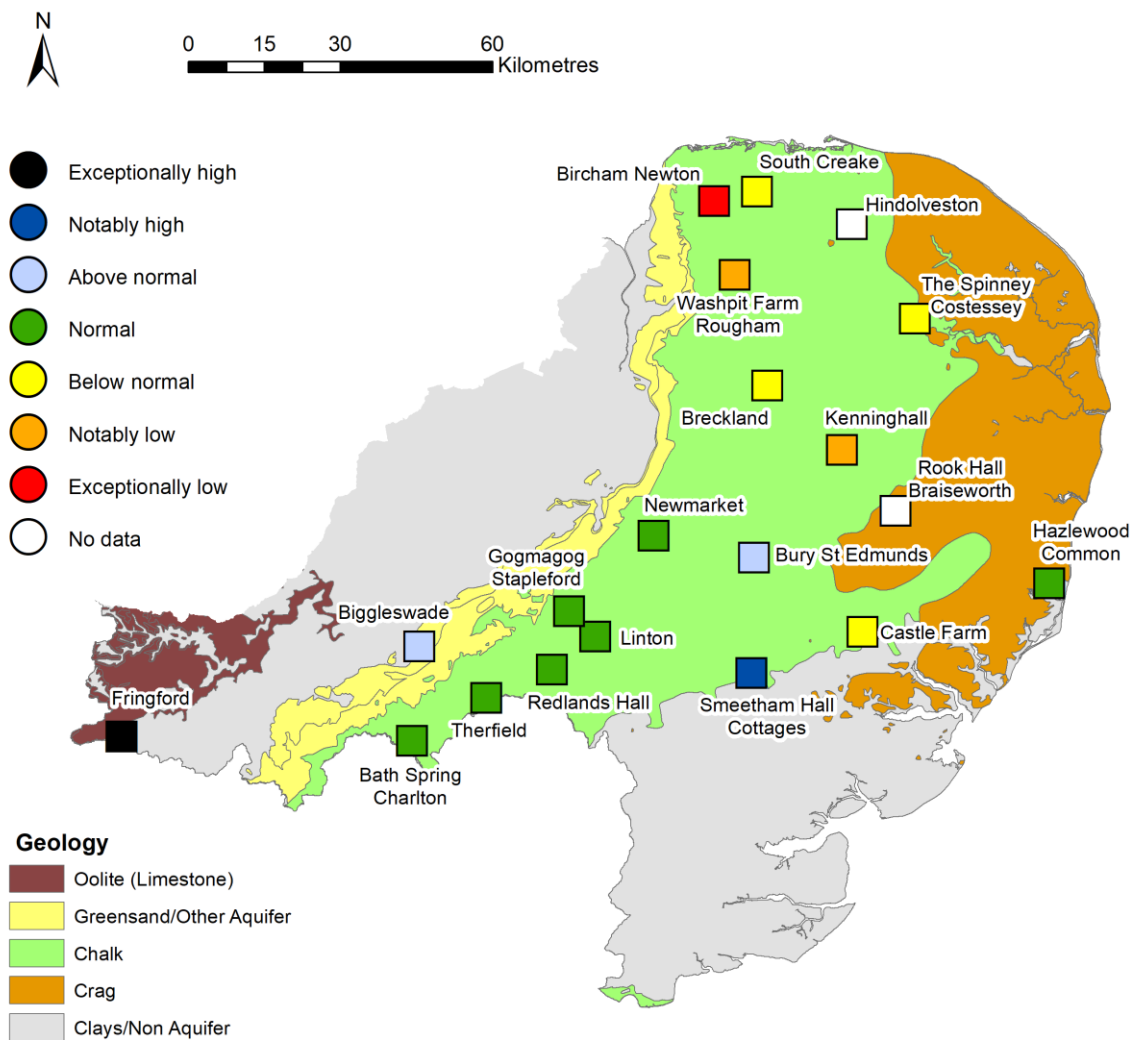 N
0 15 30 60
Kilometres
Exceptionally high
Notably high
Above normal
Normal
Below normal
Notably low
Exceptionally low
No data
South Creake
Bircham Newton
Hindolveston
The Spinney
Costessey
Washpit Farm
Rougham
Breckland
Kenninghall
Rook Hall
Braiseworth
Newmarket
Hazlewood
Common
Gogmagog
Stapleford
Bury St Edmunds
Biggleswade
Linton
Castle Farm
Fringford
Redlands Hall
Smeetham Hall
Cottages
Therfield
Bath Spring
Charlton
Geology
Oolite (Limestone)
Greensand/Other Aquifer
Chalk
Crag
Clays/Non Aquifer